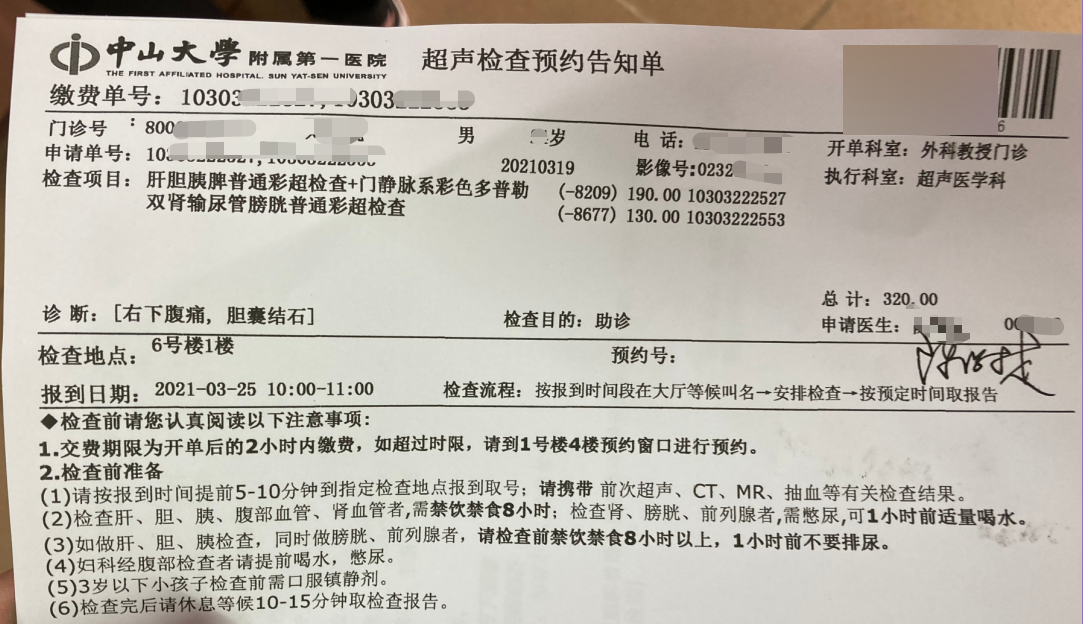 中山大學 附属第一医院 超声检查预约告知单
THE FIRST AFFILIATED HOSPITAL, SUN YAT-SEN UNIVERSITY
缴费单号: 10303
门诊号 : 800 男 岁 电 话:
申请单号: 10 20210319 影像号:0232 开单科室: 外科教授门诊
检查项目: 肝胆胰脾普通彩超检查+门静脉系彩色多普勒 (-8209) 190.00 10303222527 执行科室: 超声医学科
双肾输尿管膀胱普通彩超检查 (-8677) 130.00 10303222553
总 计: 320.00
诊 断: [右下腹痛, 胆囊结石] 检查目的: 助诊 申请医生:
检查地点: 6号楼1楼 预约号:
报到日期: 2021-03-25 10:00-11:00 检查流程: 按报到时间段在大厅等候叫名→安排检查→按预定时间取报告
◆检查前请您认真阅读以下注意事项:
1.交费期限为开单后的2小时内缴费，如超过时限，请到1号楼4楼预约窗口进行预约。
2.检查前准备
(1)请按报到时间提前5-10分钟到指定检查地点报到取号；请携带 前次超声、CT、MR、抽血等有关检查结果。
(2)检查肝、胆、胰、腹部血管、肾血管者,需禁饮禁食8小时；检查肾、膀胱、前列腺者,需憋尿,可1小时前适量喝水。
(3)如做肝、胆、胰检查，同时做膀胱、前列腺者，请检查前禁饮禁食8小时以上，1小时前不要排尿。
(4)妇科经腹部检查者请提前喝水，憋尿。
(5)3岁以下小孩子检查前需口服镇静剂。
(6)检查完后请休息等候10-15分钟取检查报告。